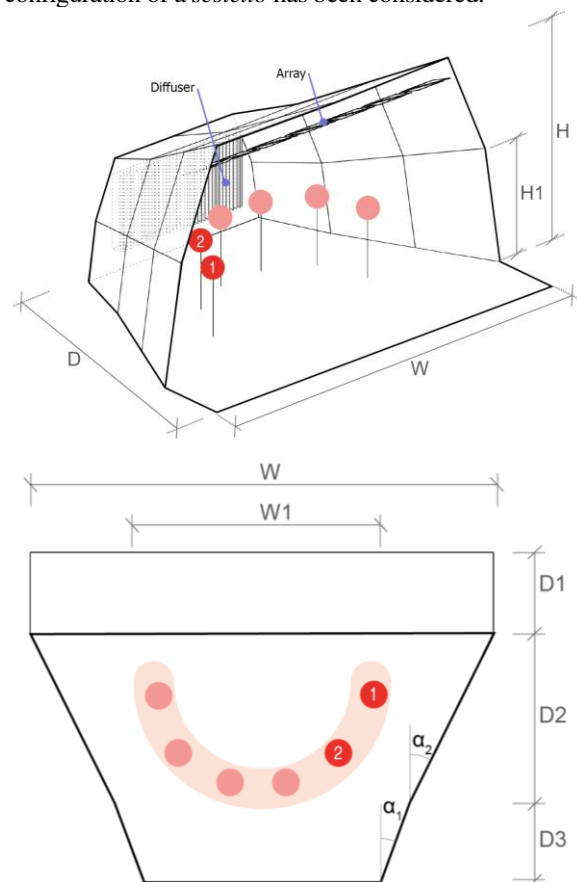 configuration of a sestetto has been considered.
Diffuser
Array
H
H1
2
1
D
W
W
W1
D1
1
D2
2
α2
α1
D3